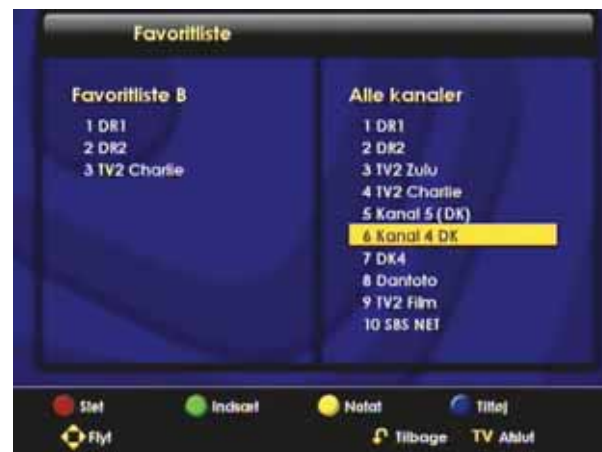 Favoritliste
Favoritliste B
1 DR1
2 DR2
3 TV2 Charlie
Alle kanaler
1 DR1
2 DR2
3 TV2 Zulu
4 TV2 Charlie
5 Kanal 5 (DK)
6 Kanal 4 DK
7 DK4
8 Dantoto
9 TV2 Film
10 SBS NET
Slet Indsæt Notat Tilføj
Flyt Tilbage TV Afslut